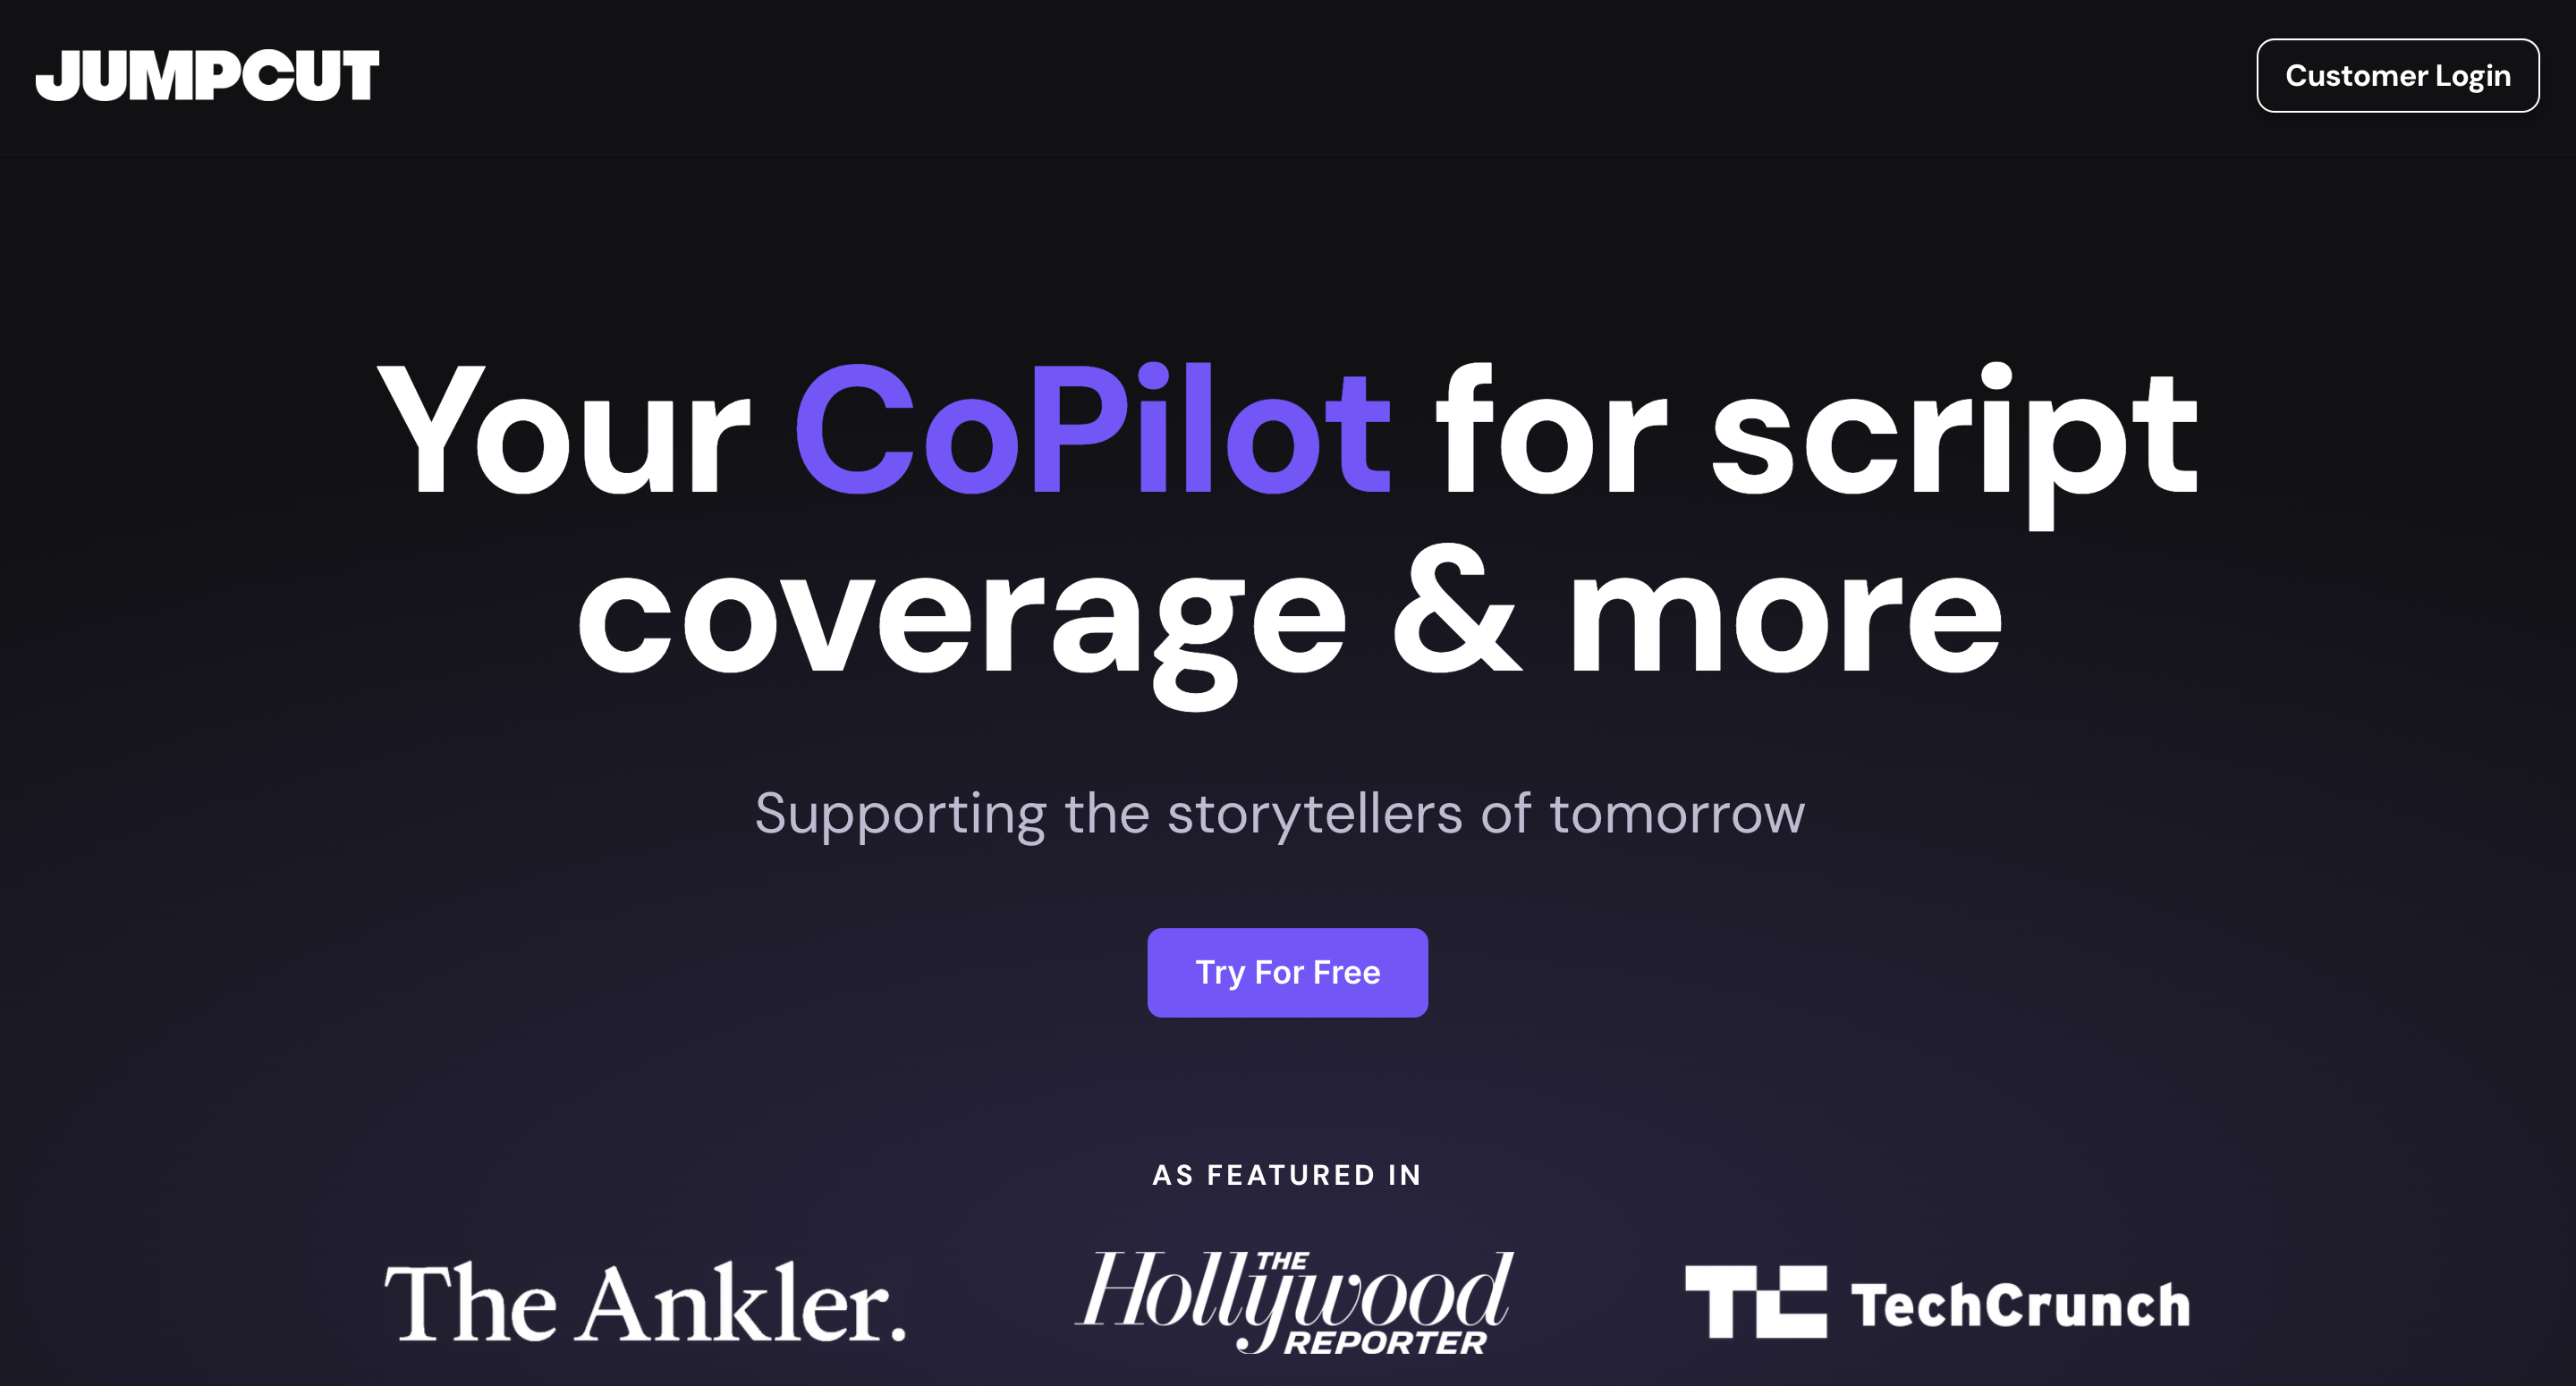 JUMPCUT
Customer Login
Your CoPilot for script
coverage & more
Supporting the storytellers of tomorrow
Try For Free
AS FEATURED IN
The Ankler.
THE
Hollywood
REPORTER
TC TechCrunch